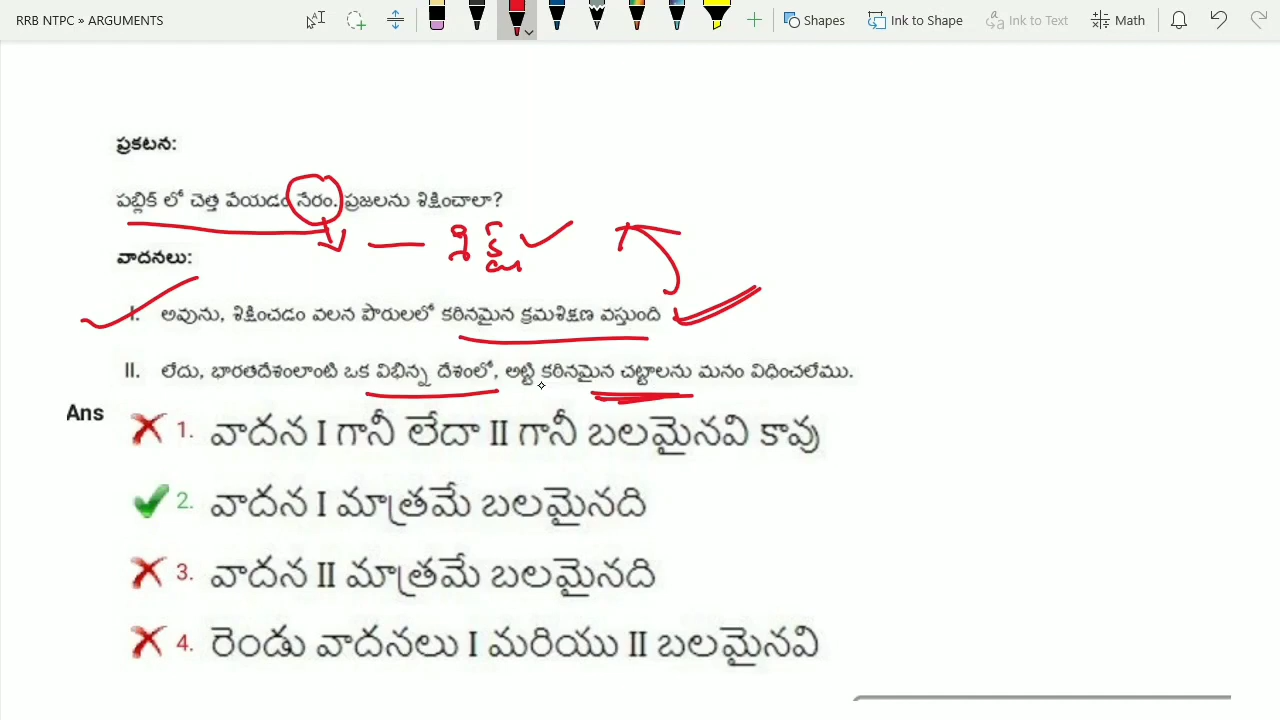 RRB NTPC » ARGUMENTS
Shapes Ink to Shape Ink to Text Math
ప్రకటన:
పబ్లిక్ లో చెత్త వేయడం నేరం. ప్రజలను శిక్షించాలా?
శిక్ష
వాదనలు:
I. అవును, శిక్షించడం వలన పౌరులలో కఠినమైన క్రమశిక్షణ వస్తుంది
II. లేదు, భారతదేశంలాంటి ఒక విభిన్న దేశంలో, అట్టి కఠినమైన చట్టాలను మనం విధించలేము.
Ans
1. వాదన I గానీ లేదా II గానీ బలమైనవి కావు
2. వాదన I మాత్రమే బలమైనది
3. వాదన II మాత్రమే బలమైనది
4. రెండు వాదనలు I మరియు II బలమైనవి